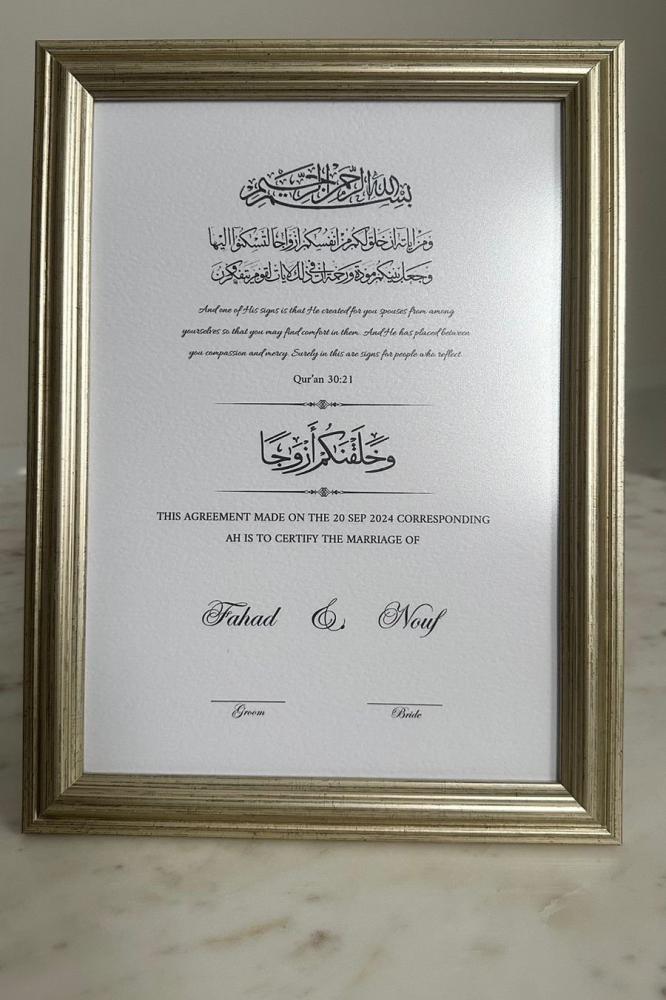 بسم الله الرحمن الرحيم
ومن آياته أن خلق لكم من أنفسكم أزواجا لتسكنوا إليها
وجعل بينكم مودة ورحمة إن في ذلك لآيات لقوم يتفكرون
And one of His signs is that He created for you spouses from among
yourselves so that you may find comfort in them. And He has placed between
you compassion and mercy. Surely in this are signs for people who reflect.
Qur'an 30:21
وَخَلَقْنَٰكُمْ أَزْوَٰجًا
THIS AGREEMENT MADE ON THE 20 SEP 2024 CORRESPONDING
AH IS TO CERTIFY THE MARRIAGE OF
Fahad & Nouf
Groom Bride